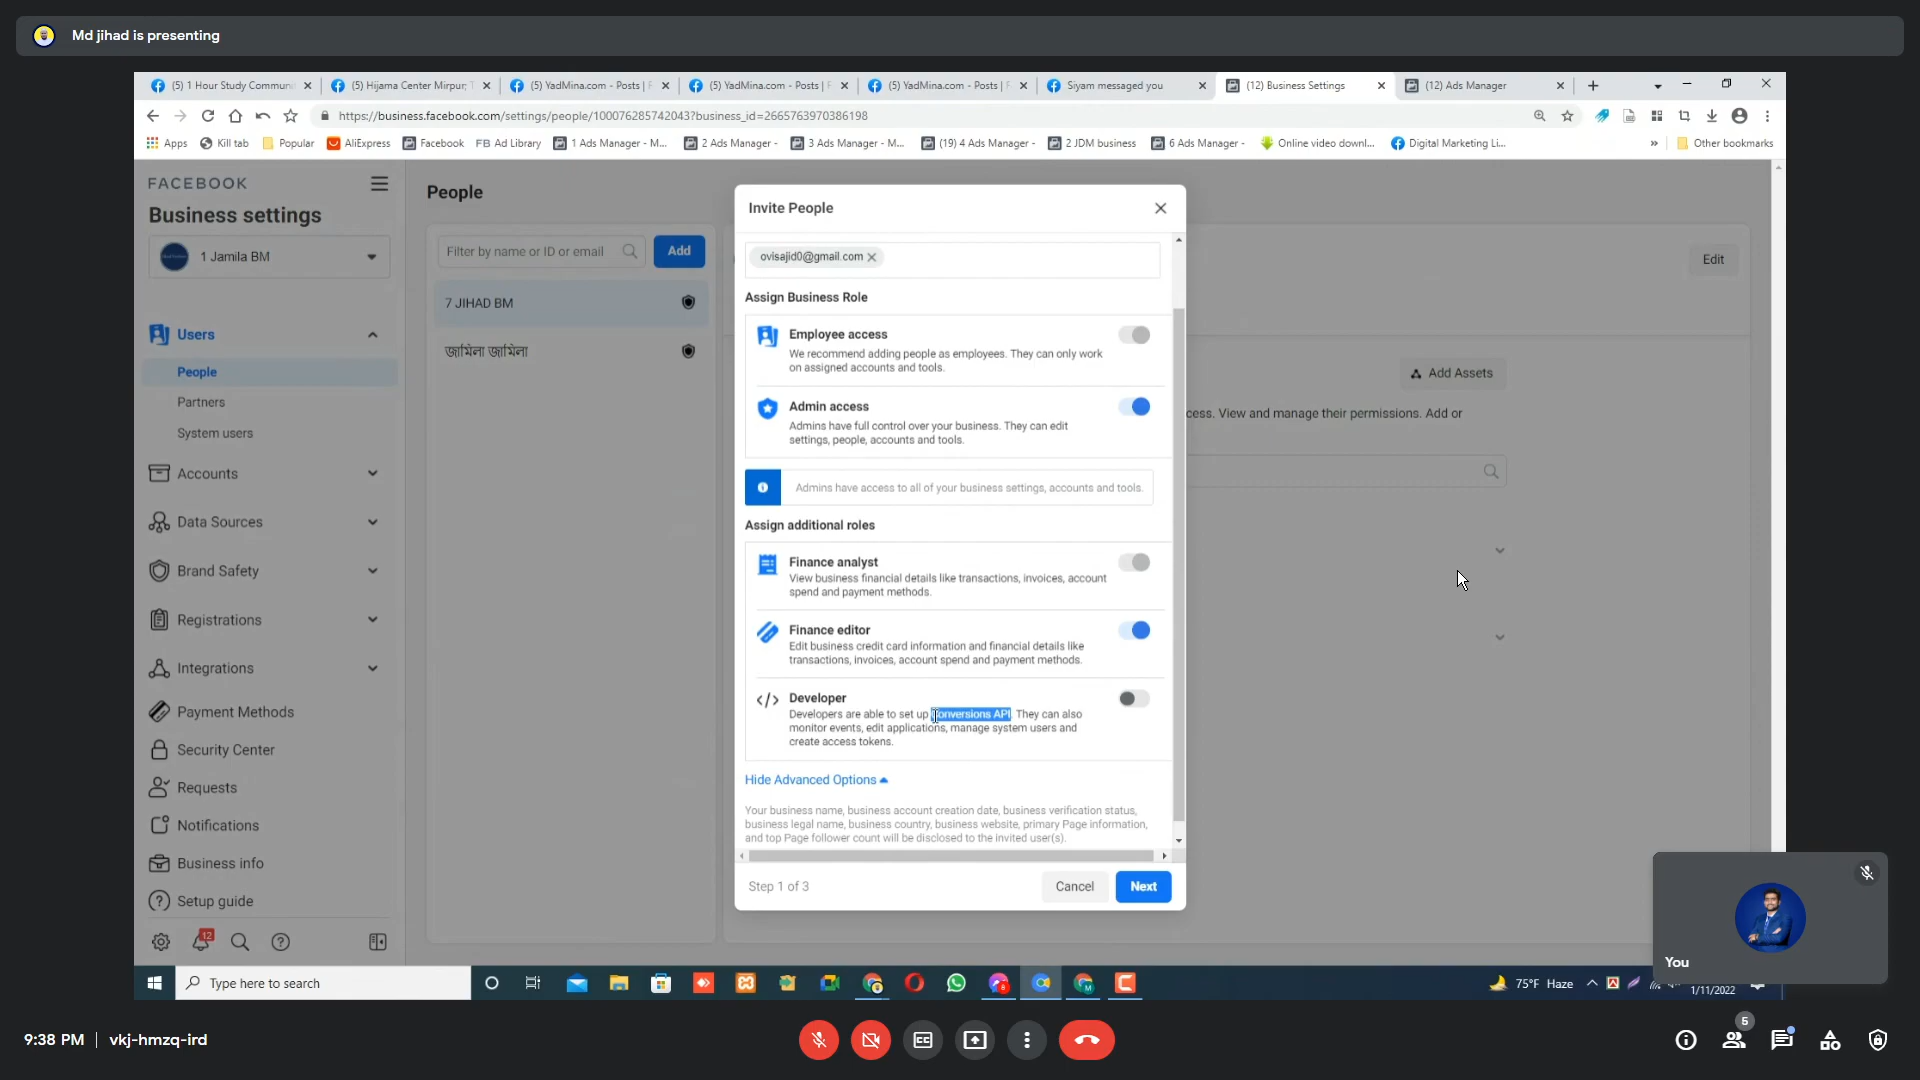 Md jihad is presenting
(5) 1 Hour Study Communi
(5) Hijama Center Mirpur, T
(5) YadMina.com - Posts | F
(5) YadMina.com - Posts | F
(5) YadMina.com - Posts | F
Siyam messaged you
(12) Business Settings
(12) Ads Manager
https://business.facebook.com/settings/people/100076285742043?business_id=2665763970386198
Apps
Kill tab
Popular
AliExpress
Facebook
FB Ad Library
1 Ads Manager - M...
2 Ads Manager -
3 Ads Manager - M...
(19) 4 Ads Manager -
2 JDM business
6 Ads Manager -
Online video downl...
Digital Marketing Li...
»
Other bookmarks
FACEBOOK
Business settings
1 Jamila BM
Users
People
Partners
System users
Accounts
Data Sources
Brand Safety
Registrations
Integrations
Payment Methods
Security Center
Requests
Notifications
Business info
Setup guide
12
People
Filter by name or ID or email
Add
7 JIHAD BM
জামিলা জামিলা
Edit
Add Assets
cess. View and manage their permissions. Add or
Invite People
ovisajid0@gmail.com
Assign Business Role
Employee access
We recommend adding people as employees. They can only work
on assigned accounts and tools.
Admin access
Admins have full control over your business. They can edit
settings, people, accounts and tools.
Admins have access to all of your business settings, accounts and tools.
Assign additional roles
Finance analyst
View business financial details like transactions, invoices, account
spend and payment methods.
Finance editor
Edit business credit card information and financial details like
transactions, invoices, account spend and payment methods.
Developer
Developers are able to set up Conversions API. They can also
monitor events, edit applications, manage system users and
create access tokens.
Hide Advanced Options
Your business name, business account creation date, business verification status,
business legal name, business country, business website, primary Page information,
and top Page follower count will be disclosed to the invited user(s).
Step 1 of 3
Cancel
Next
You
Type here to search
75°F Haze
1/11/2022
9:38 PM | vkj-hmzq-ird
5